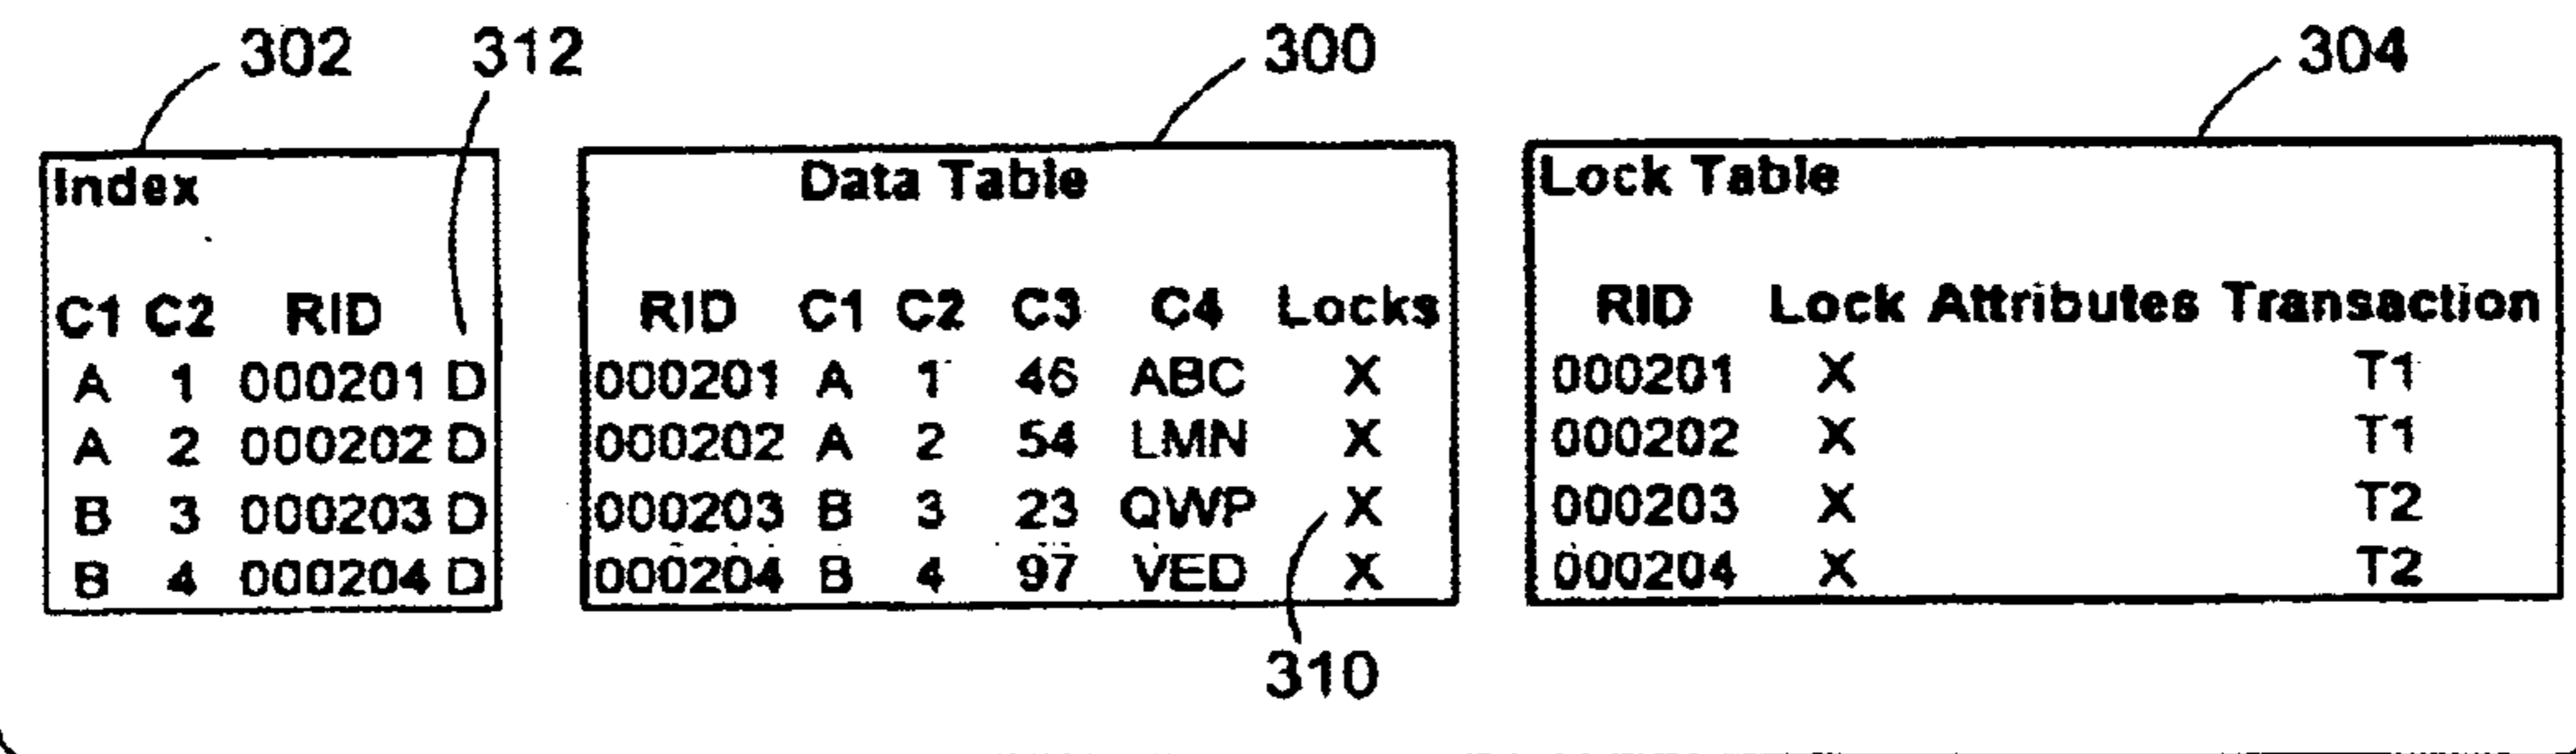 302 312 300 304
Index
C1 C2 RID
A 1 000201 D
A 2 000202 D
B 3 000203 D
B 4 000204 D
Data Table
RID C1 C2 C3 C4 Locks
000201 A 1 46 ABC X
000202 A 2 54 LMN X
000203 B 3 23 QWP X
000204 B 4 97 VED X
310
Lock Table
RID Lock Attributes Transaction
000201 X T1
000202 X T1
000203 X T2
000204 X T2